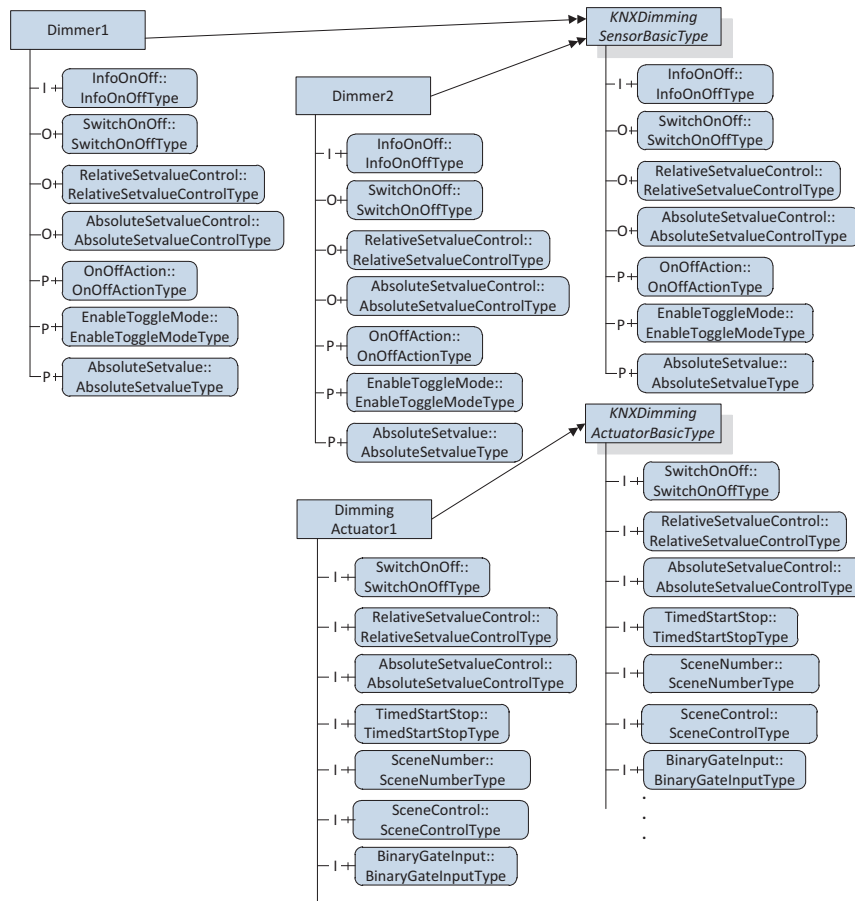 Dimmer1
I
InfoOnOff::
InfoOnOffType
O
SwitchOnOff::
SwitchOnOffType
O
RelativeSetvalueControl::
RelativeSetvalueControlType
O
AbsoluteSetvalueControl::
AbsoluteSetvalueControlType
P
OnOffAction::
OnOffActionType
P
EnableToggleMode::
EnableToggleModeType
P
AbsoluteSetvalue::
AbsoluteSetvalueType
Dimmer2
I
InfoOnOff::
InfoOnOffType
O
SwitchOnOff::
SwitchOnOffType
O
RelativeSetvalueControl::
RelativeSetvalueControlType
O
AbsoluteSetvalueControl::
AbsoluteSetvalueControlType
P
OnOffAction::
OnOffActionType
P
EnableToggleMode::
EnableToggleModeType
P
AbsoluteSetvalue::
AbsoluteSetvalueType
KNXDimming
SensorBasicType
I
InfoOnOff::
InfoOnOffType
O
SwitchOnOff::
SwitchOnOffType
O
RelativeSetvalueControl::
RelativeSetvalueControlType
O
AbsoluteSetvalueControl::
AbsoluteSetvalueControlType
P
OnOffAction::
OnOffActionType
P
EnableToggleMode::
EnableToggleModeType
P
AbsoluteSetvalue::
AbsoluteSetvalueType
Dimming
Actuator1
I
SwitchOnOff::
SwitchOnOffType
I
RelativeSetvalueControl::
RelativeSetvalueControlType
I
AbsoluteSetvalueControl::
AbsoluteSetvalueControlType
I
TimedStartStop::
TimedStartStopType
I
SceneNumber::
SceneNumberType
I
SceneControl::
SceneControlType
I
BinaryGateInput::
BinaryGateInputType
KNXDimming
ActuatorBasicType
I
SwitchOnOff::
SwitchOnOffType
I
RelativeSetvalueControl::
RelativeSetvalueControlType
I
AbsoluteSetvalueControl::
AbsoluteSetvalueControlType
I
TimedStartStop::
TimedStartStopType
I
SceneNumber::
SceneNumberType
I
SceneControl::
SceneControlType
I
BinaryGateInput::
BinaryGateInputType
.
.
.